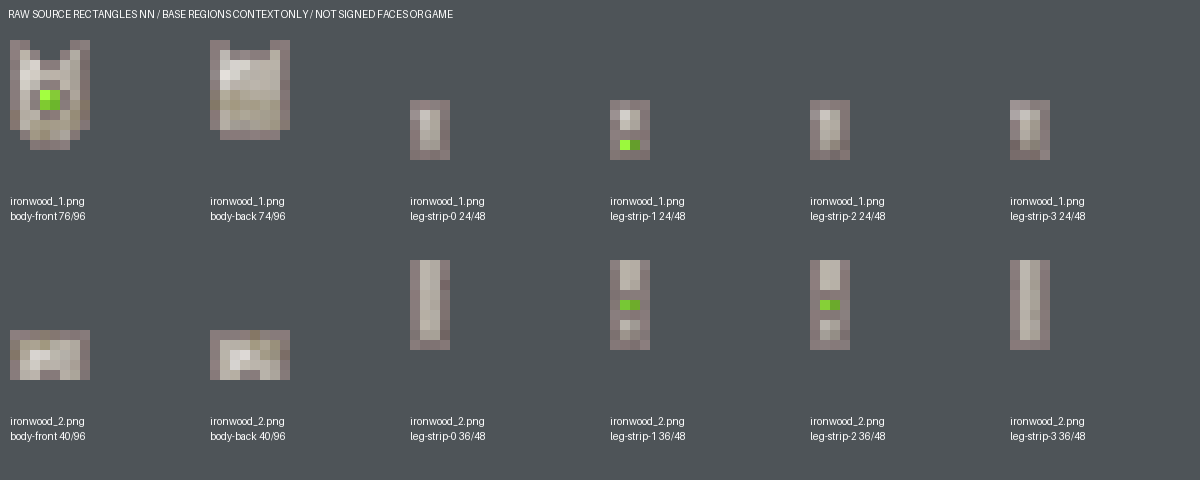 RAW SOURCE RECTANGLES NN / BASE REGIONS CONTEXT ONLY / NOT SIGNED FACES OR GAME
ironwood_1.png
body-front 76/96
ironwood_1.png
body-back 74/96
ironwood_1.png
leg-strip-0 24/48
ironwood_1.png
leg-strip-1 24/48
ironwood_1.png
leg-strip-2 24/48
ironwood_1.png
leg-strip-3 24/48
ironwood_2.png
body-front 40/96
ironwood_2.png
body-back 40/96
ironwood_2.png
leg-strip-0 36/48
ironwood_2.png
leg-strip-1 36/48
ironwood_2.png
leg-strip-2 36/48
ironwood_2.png
leg-strip-3 36/48